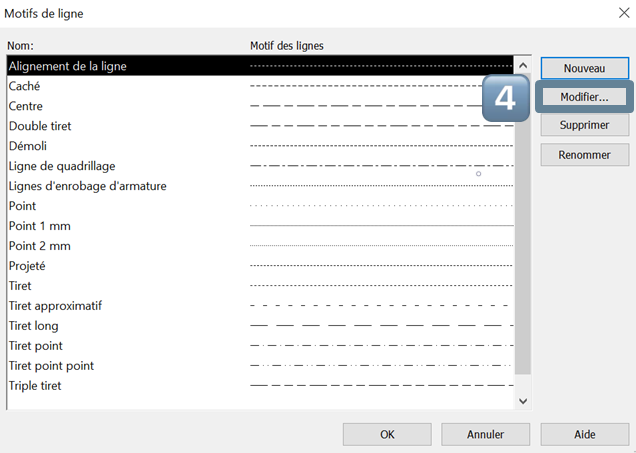 Motifs de ligne
Nom: Motif des lignes
Alignement de la ligne
Caché
Centre
Double tiret
Démoli
Ligne de quadrillage
Lignes d'enrobage d'armature
Point
Point 1 mm
Point 2 mm
Projeté
Tiret
Tiret approximatif
Tiret long
Tiret point
Tiret point point
Triple tiret
4
Nouveau
Modifier...
Supprimer
Renommer
OK Annuler Aide